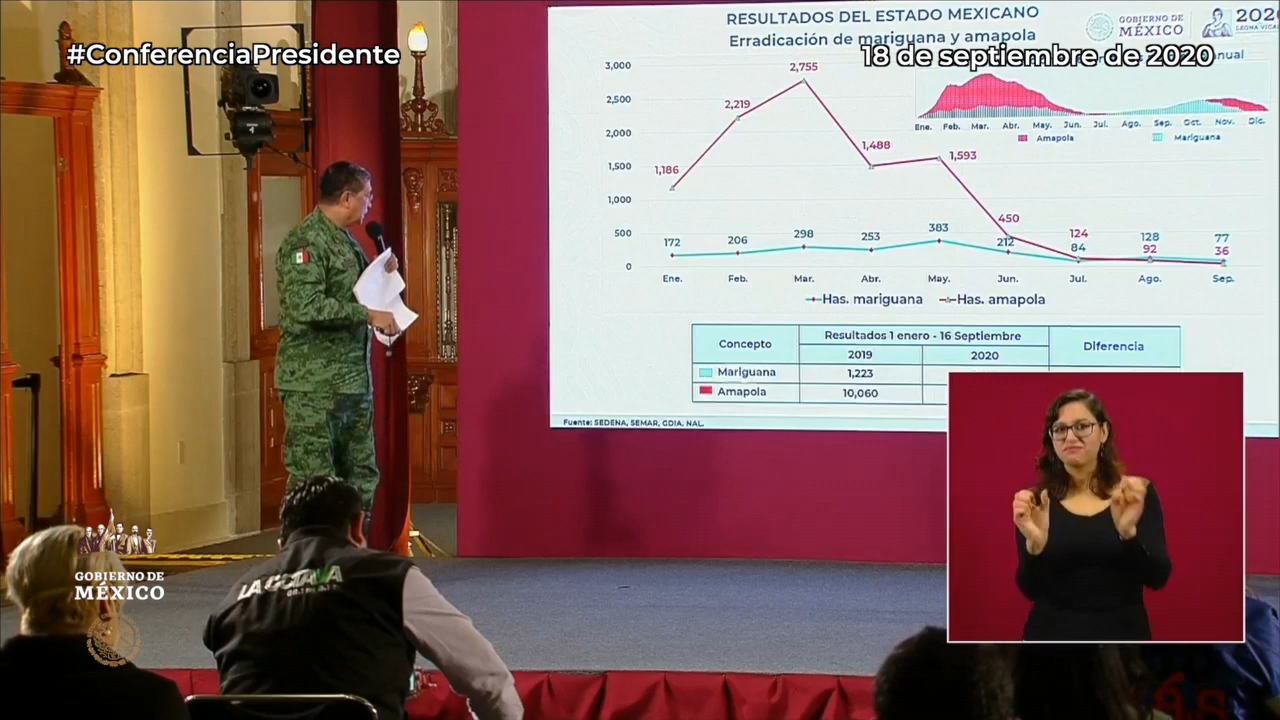 #ConferenciaPresidente
18 de septiembre de 2020
RESULTADOS DEL ESTADO MEXICANO
Erradicación de mariguana y amapola
GOBIERNO DE
MÉXICO
2020
LEONA VICARIO
3,000
2,500
2,000
1,500
1,000
500
0
1,186
2,219
2,755
1,488
1,593
450
124
92
36
172
206
298
253
383
212
84
128
77
Ene.
Feb.
Mar.
Abr.
May.
Jun.
Jul.
Ago.
Sep.
Has. mariguana
Has. amapola
Ene. Feb. Mar. Abr. May. Jun. Jul. Ago. Sep. Oct. Nov. Dic.
Amapola
Mariguana
Concepto
Resultados 1 enero - 16 Septiembre
Diferencia
2019
2020
Mariguana
1,223
Amapola
10,060
Fuente: SEDENA, SEMAR, GDIA. NAL.
LA OCTAVA
GOBIERNO DE
MÉXICO